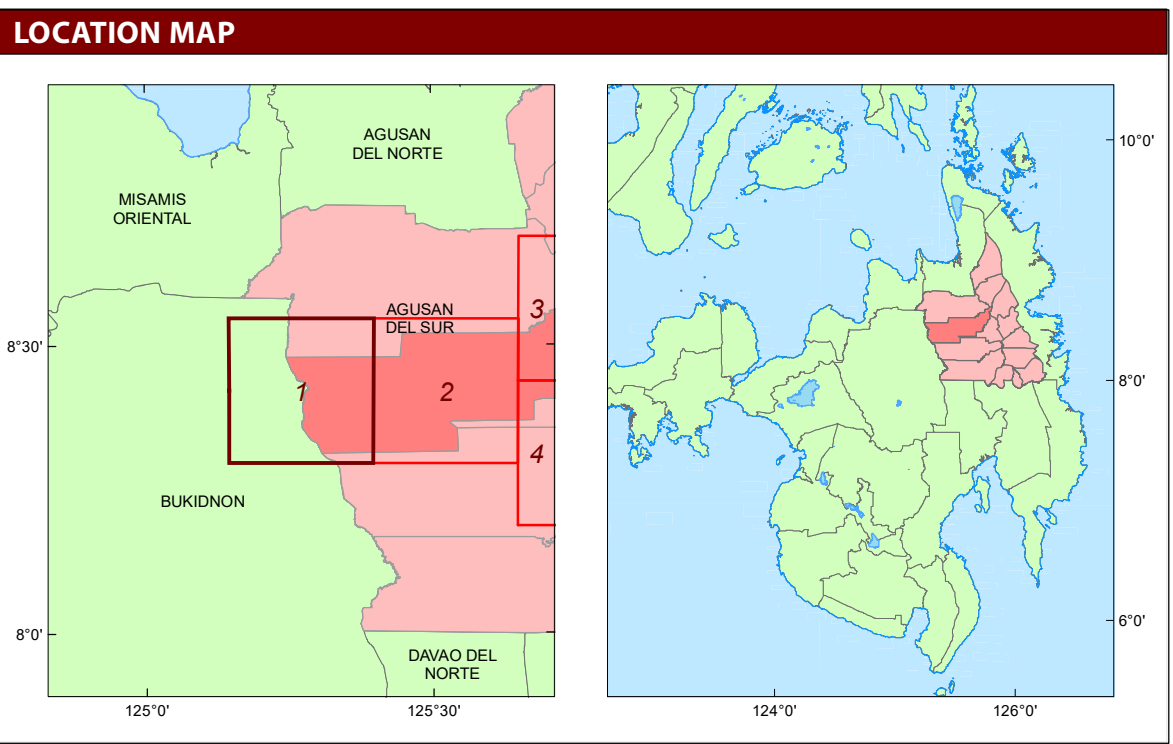 LOCATION MAP
AGUSAN
DEL NORTE
MISAMIS
ORIENTAL
AGUSAN
DEL SUR
3
8°30'
1
2
4
BUKIDNON
8°0'
DAVAO DEL
NORTE
125°0'
125°30'
10°0'
8°0'
6°0'
124°0'
126°0'